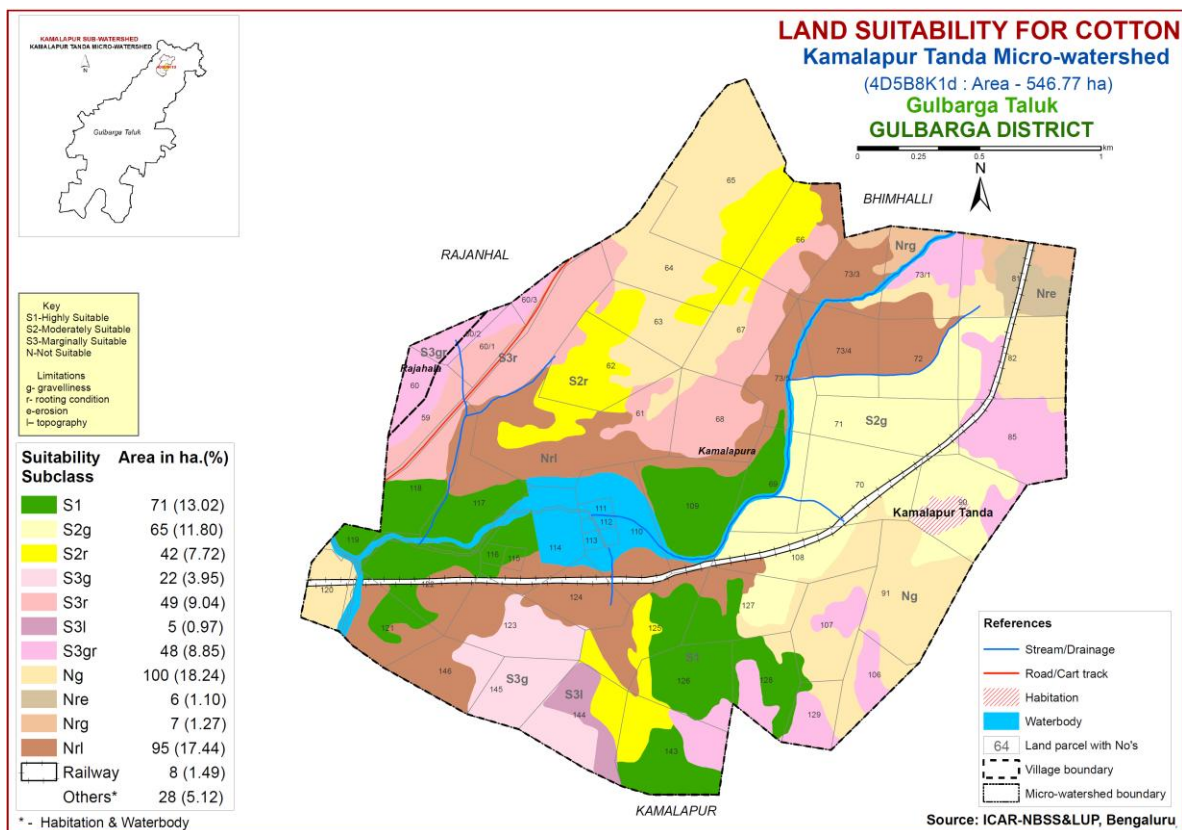 KAMALAPUR SUB-WATERSHED
KAMALAPUR TANDA MICRO-WATERSHED
N
Gulbarga Taluk
LAND SUITABILITY FOR COTTON
Kamalapur Tanda Micro-watershed
(4D5B8K1d : Area - 546.77 ha)
Gulbarga Taluk
GULBARGA DISTRICT
km
0 0.25 0.5 1
N
BHIMHALLI
RAJANHAL
65
66
64
63
67
62
61
68
60/3
60/2
60/1
60
59
S3gr
Rajahala
S3r
S2r
Nrl
Nrg
73/3
73/1
81
Nre
73/4
72
82
71
S2g
85
Kamalapura
69
70
90
Kamalapur Tanda
118
117
109
111
112
110
113
114
119
116
115
108
120
122
121
124
123
125
127
91
Ng
107
106
146
145
S3g
S3l
144
S1
126
128
129
143
KAMALAPUR
Key
S1-Highly Suitable
S2-Moderately Suitable
S3-Marginally Suitable
N-Not Suitable
Limitations
g- gravelliness
r- rooting condition
e-erosion
l– topography
Suitability Subclass Area in ha.(%)
S1 71 (13.02)
S2g 65 (11.80)
S2r 42 (7.72)
S3g 22 (3.95)
S3r 49 (9.04)
S3l 5 (0.97)
S3gr 48 (8.85)
Ng 100 (18.24)
Nre 6 (1.10)
Nrg 7 (1.27)
Nrl 95 (17.44)
Railway 8 (1.49)
Others* 28 (5.12)
* - Habitation & Waterbody
References
Stream/Drainage
Road/Cart track
Habitation
Waterbody
64 Land parcel with No's
Village boundary
Micro-watershed boundary
Source: ICAR-NBSS&LUP, Bengaluru